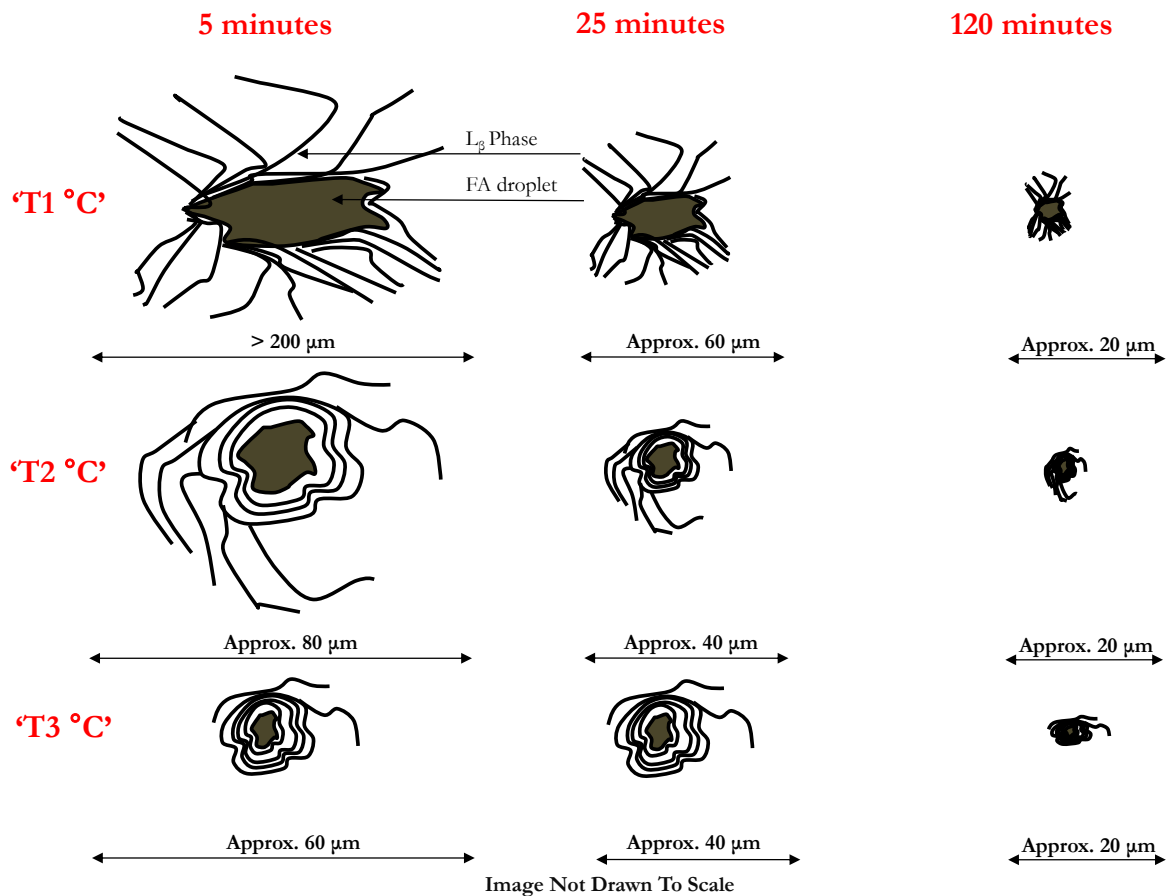 5 minutes 25 minutes 120 minutes
L₍β₎ Phase
FA droplet
‘T1 °C’
> 200 µm Approx. 60 µm Approx. 20 µm
‘T2 °C’
Approx. 80 µm Approx. 40 µm Approx. 20 µm
‘T3 °C’
Approx. 60 µm Approx. 40 µm Approx. 20 µm
Image Not Drawn To Scale